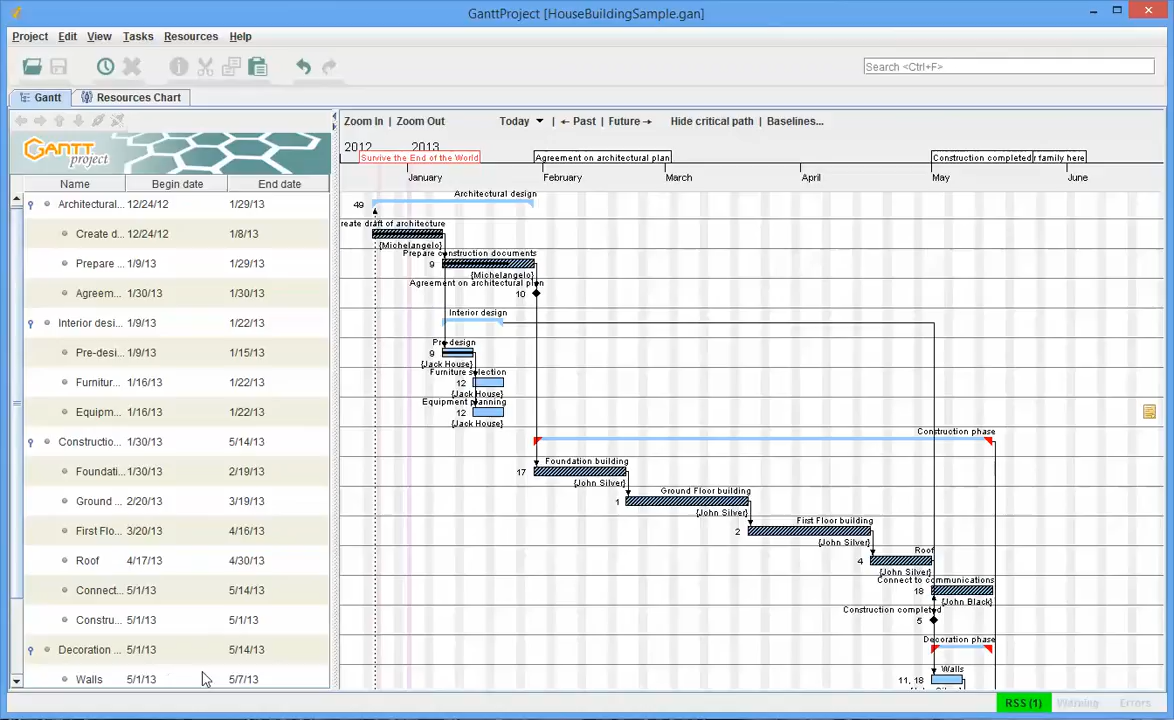 GanttProject [HouseBuildingSample.gan]
Project Edit View Tasks Resources Help
Search <Ctrl+F>
Gantt Resources Chart
Zoom In | Zoom Out Today | ← Past | Future → Hide critical path | Baselines...
GANTT
project
2012 2013
Survive the End of the World Agreement on architectural plan Construction completed r family here
January February March April May June
Name Begin date End date
Architectural... 12/24/12 1/29/13
Create d... 12/24/12 1/8/13
Prepare ... 1/9/13 1/29/13
Agreem... 1/30/13 1/30/13
Interior desi... 1/9/13 1/22/13
Pre-desi... 1/9/13 1/15/13
Furnitur... 1/16/13 1/22/13
Equipm... 1/16/13 1/22/13
Constructio... 1/30/13 5/14/13
Foundati... 1/30/13 2/19/13
Ground ... 2/20/13 3/19/13
First Flo... 3/20/13 4/16/13
Roof 4/17/13 4/30/13
Connect... 5/1/13 5/14/13
Constru... 5/1/13 5/1/13
Decoration ... 5/1/13 5/14/13
Walls 5/1/13 5/7/13
Architectural design
49
reate draft of architecture
{Michelangelo}
Prepare construction documents
9
{Michelangelo}
Agreement on architectural plan
10
Interior design
Pre-design
9
{Jack House}
Furniture selection
12
{Jack House}
Equipment planning
12
{Jack House}
Construction phase
Foundation building
17
{John Silver}
Ground Floor building
1
{John Silver}
First Floor building
2
{John Silver}
Roof
4
{John Silver}
Connect to communications
18
{John Black}
Construction completed
5
Decoration phase
Walls
11, 18
RSS (1) Warning Errors